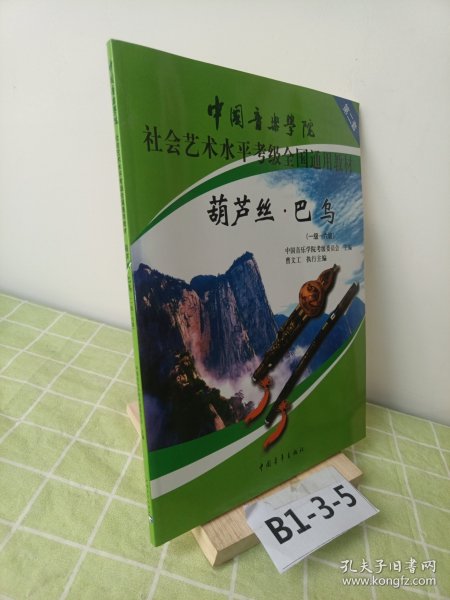 中国音乐学院
社会艺术水平考级全国通用教材
第二套
葫芦丝·巴乌
(一级—六级)
中国音乐学院考级委员会 主编
曹文工 执行主编
中国青年出版社
B1-3-5
孔夫子旧书网
www.kongfz.com